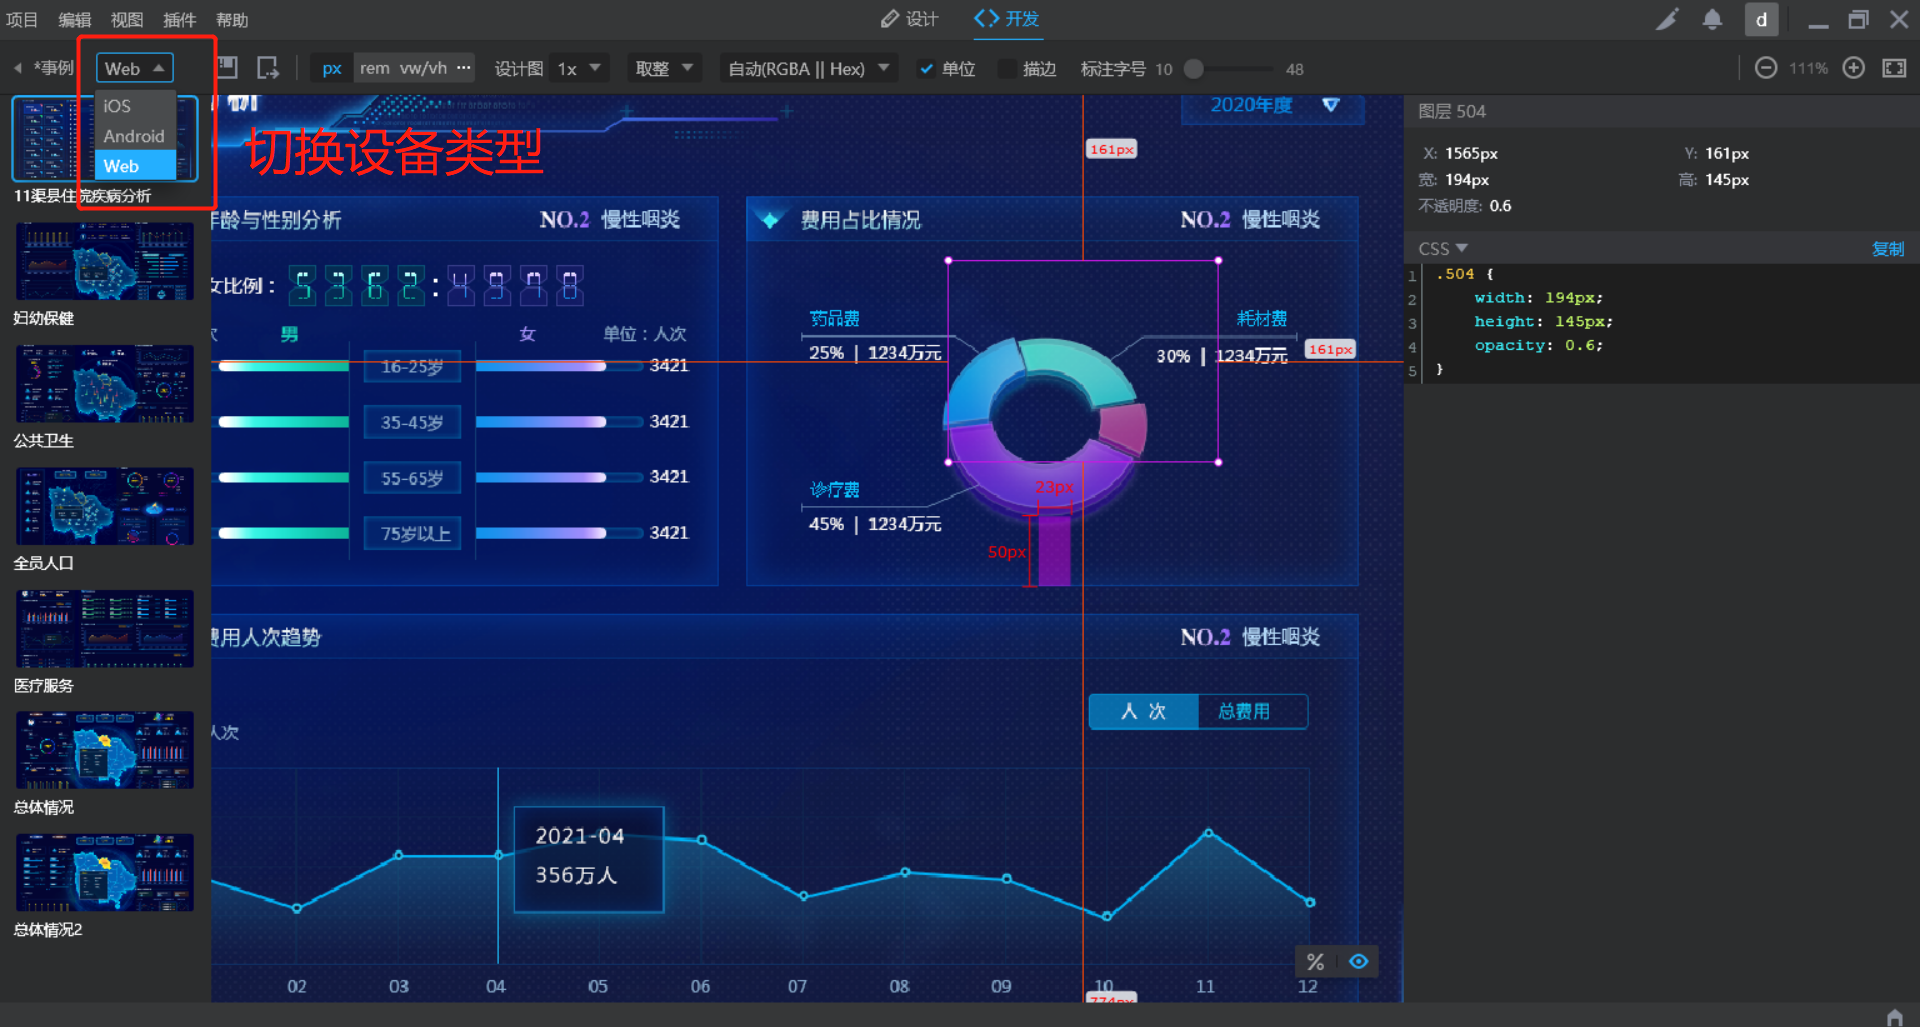 项目 编辑 视图 插件 帮助
设计 开发
d
*事例 Web
px rem vw/vh ··· 设计图 1x 取整 自动(RGBA || Hex) 单位 描边 标注字号 10 48
111%
iOS
Android
Web
切换设备类型
11渠县住院疾病分析
妇幼保健
公共卫生
全员人口
医疗服务
总体情况
总体情况2
2020年度
161px
年龄与性别分析 NO.2 慢性咽炎
女比例：5362:4978
男 女 单位：人次
16-25岁 3421
35-45岁 3421
55-65岁 3421
75岁以上 3421
费用占比情况 NO.2 慢性咽炎
药品费
25% | 1234万元
耗材费
30% | 1234万元
161px
诊疗费
45% | 1234万元
23px
50px
费用人次趋势 NO.2 慢性咽炎
人 次 总费用
人次
2021-04
356万人
02 03 04 05 06 07 08 09 10 11 12
774px
%
图层 504
X: 1565px Y: 161px
宽: 194px 高: 145px
不透明度: 0.6
CSS 复制
1 .504 {
2 width: 194px;
3 height: 145px;
4 opacity: 0.6;
5 }